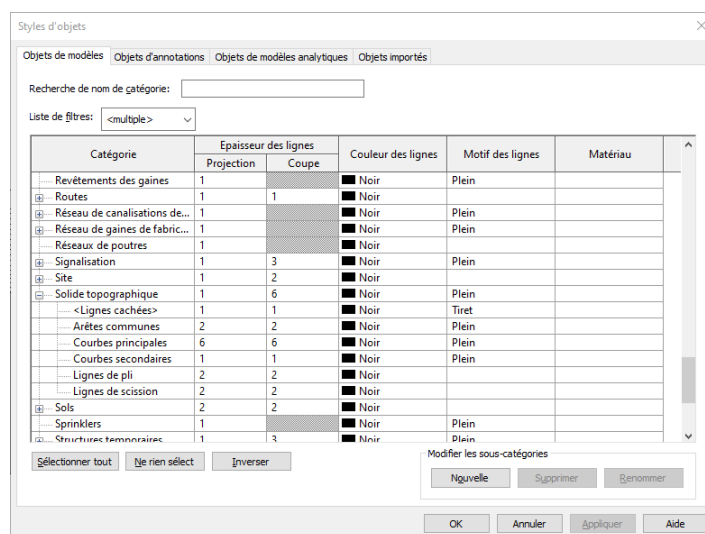 Styles d'objets
Objets de modèles Objets d'annotations Objets de modèles analytiques Objets importés
Recherche de nom de catégorie:
Liste de filtres: <multiple>
Catégorie Epaisseur des lignes Couleur des lignes Motif des lignes Matériau
Projection Coupe
Revêtements des gaines 1 Noir Plein
Routes 1 1 Noir
Réseau de canalisations de... 1 Noir Plein
Réseau de gaines de fabric... 1 Noir Plein
Réseaux de poutres 1 Noir
Signalisation 1 3 Noir Plein
Site 1 2 Noir
Solide topographique 1 6 Noir Plein
<Lignes cachées> 1 1 Noir Tiret
Arêtes communes 2 2 Noir Plein
Courbes principales 6 6 Noir Plein
Courbes secondaires 1 1 Noir Plein
Lignes de pli 2 2 Noir
Lignes de scission 2 2 Noir
Sols 2 2 Noir
Sprinklers 1 Noir Plein
Structures temporaires 1 3 Noir Plein
Sélectionner tout Ne rien sélect Inverser
Modifier les sous-catégories
Nouvelle Supprimer Renommer
OK Annuler Appliquer Aide